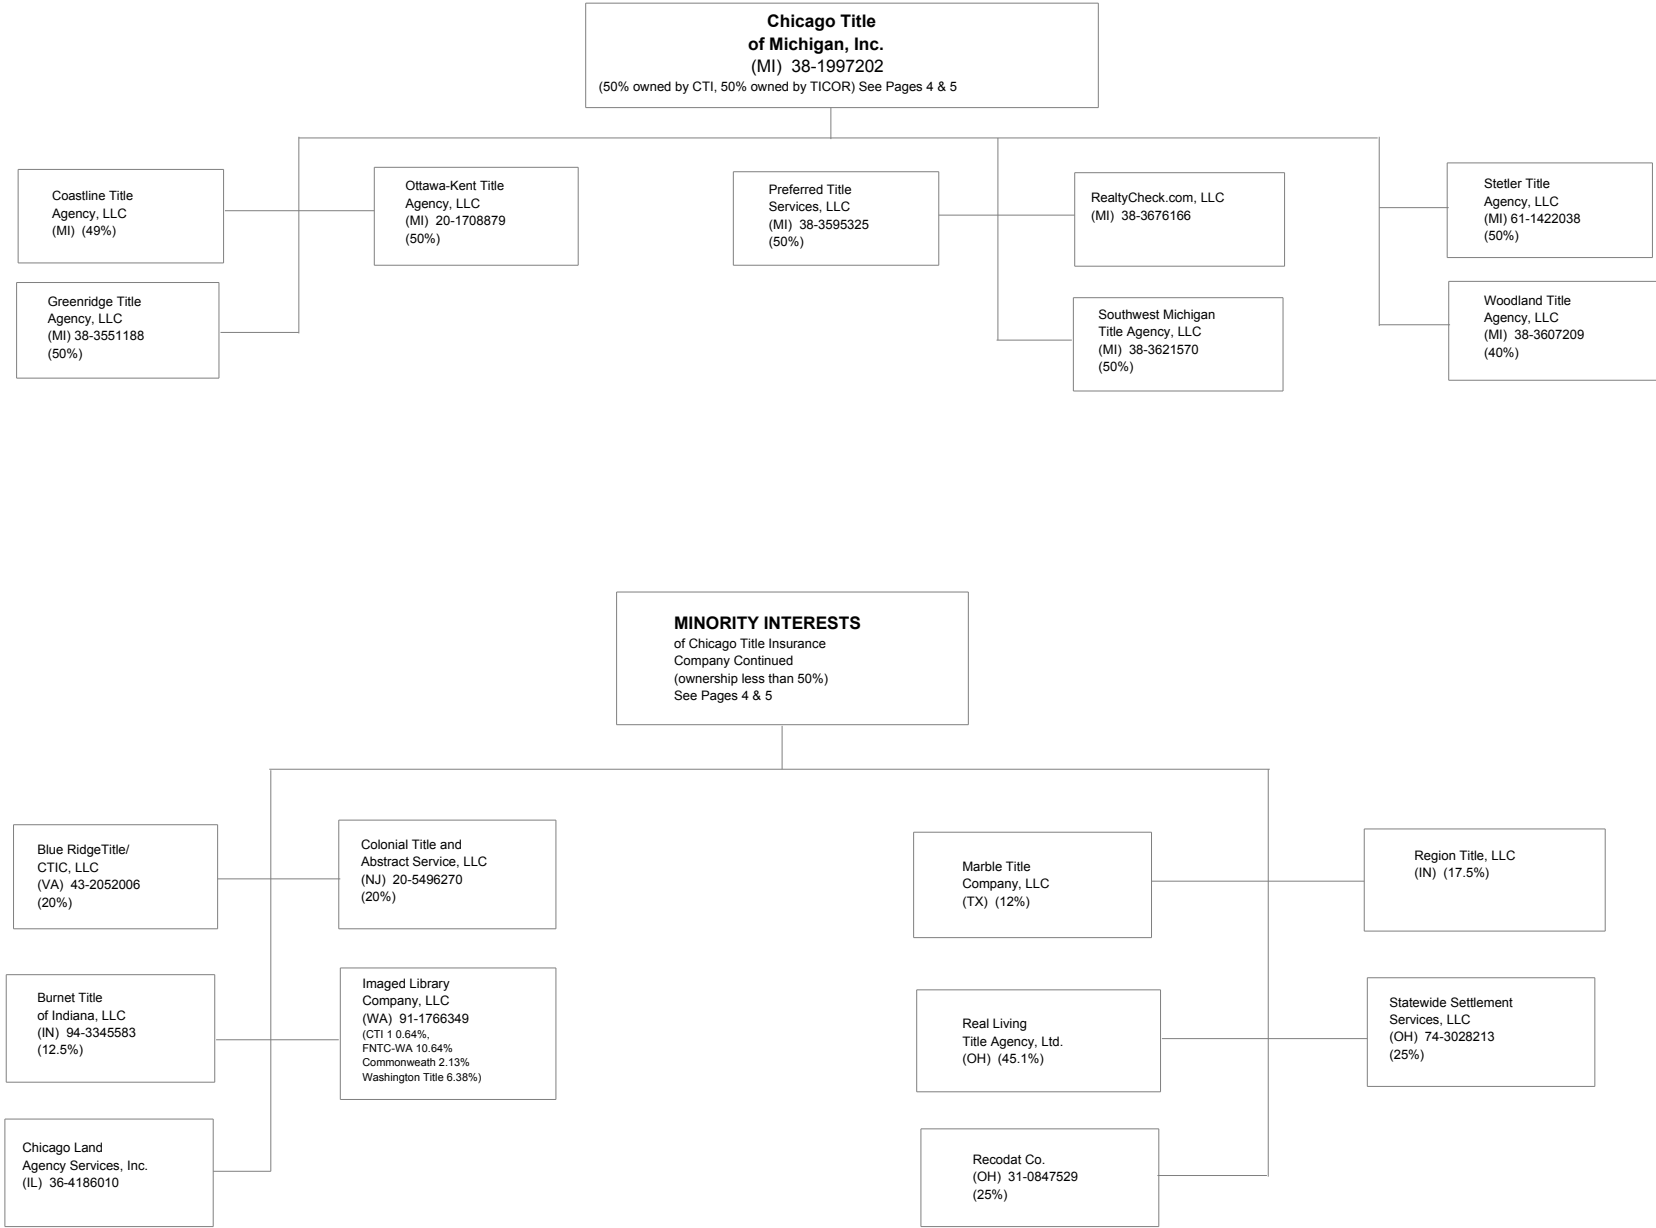 Chicago Title
of Michigan, Inc.
(MI) 38-1997202
(50% owned by CTI, 50% owned by TICOR) See Pages 4 & 5
Coastline Title
Agency, LLC
(MI) (49%)
Ottawa-Kent Title
Agency, LLC
(MI) 20-1708879
(50%)
Preferred Title
Services, LLC
(MI) 38-3595325
(50%)
RealtyCheck.com, LLC
(MI) 38-3676166
Stetler Title
Agency, LLC
(MI) 61-1422038
(50%)
Greenridge Title
Agency, LLC
(MI) 38-3551188
(50%)
Southwest Michigan
Title Agency, LLC
(MI) 38-3621570
(50%)
Woodland Title
Agency, LLC
(MI) 38-3607209
(40%)
MINORITY INTERESTS
of Chicago Title Insurance
Company Continued
(ownership less than 50%)
See Pages 4 & 5
Blue RidgeTitle/
CTIC, LLC
(VA) 43-2052006
(20%)
Colonial Title and
Abstract Service, LLC
(NJ) 20-5496270
(20%)
Marble Title
Company, LLC
(TX) (12%)
Region Title, LLC
(IN) (17.5%)
Burnet Title
of Indiana, LLC
(IN) 94-3345583
(12.5%)
Imaged Library
Company, LLC
(WA) 91-1766349
(CTI 1 0.64%,
FNTC-WA 10.64%
Commonweath 2.13%
Washington Title 6.38%)
Real Living
Title Agency, Ltd.
(OH) (45.1%)
Statewide Settlement
Services, LLC
(OH) 74-3028213
(25%)
Chicago Land
Agency Services, Inc.
(IL) 36-4186010
Recodat Co.
(OH) 31-0847529
(25%)